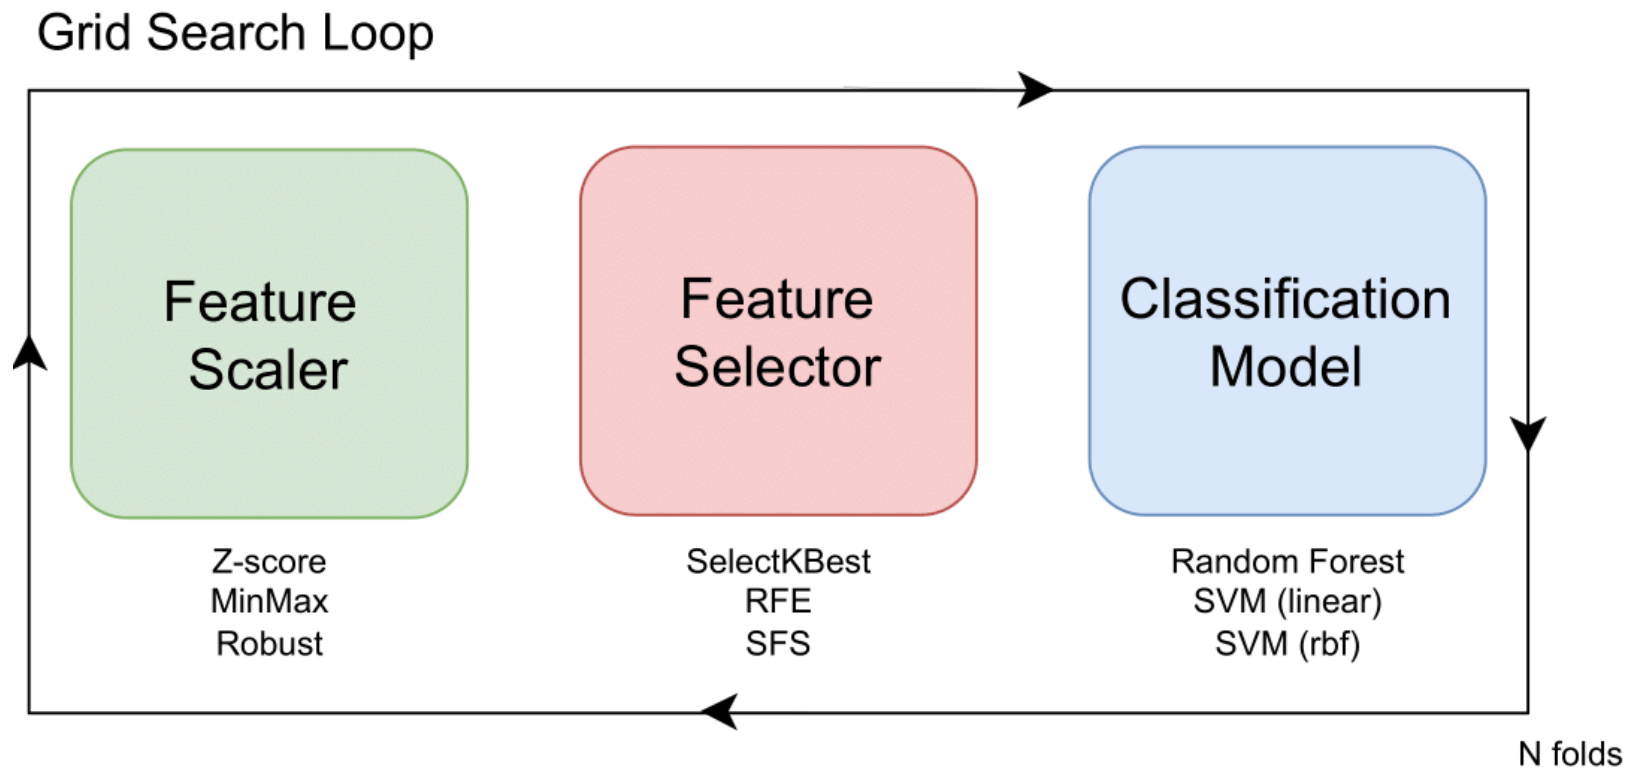 Grid Search Loop
Feature
Scaler
Feature
Selector
Classification
Model
Z-score
MinMax
Robust
SelectKBest
RFE
SFS
Random Forest
SVM (linear)
SVM (rbf)
N folds